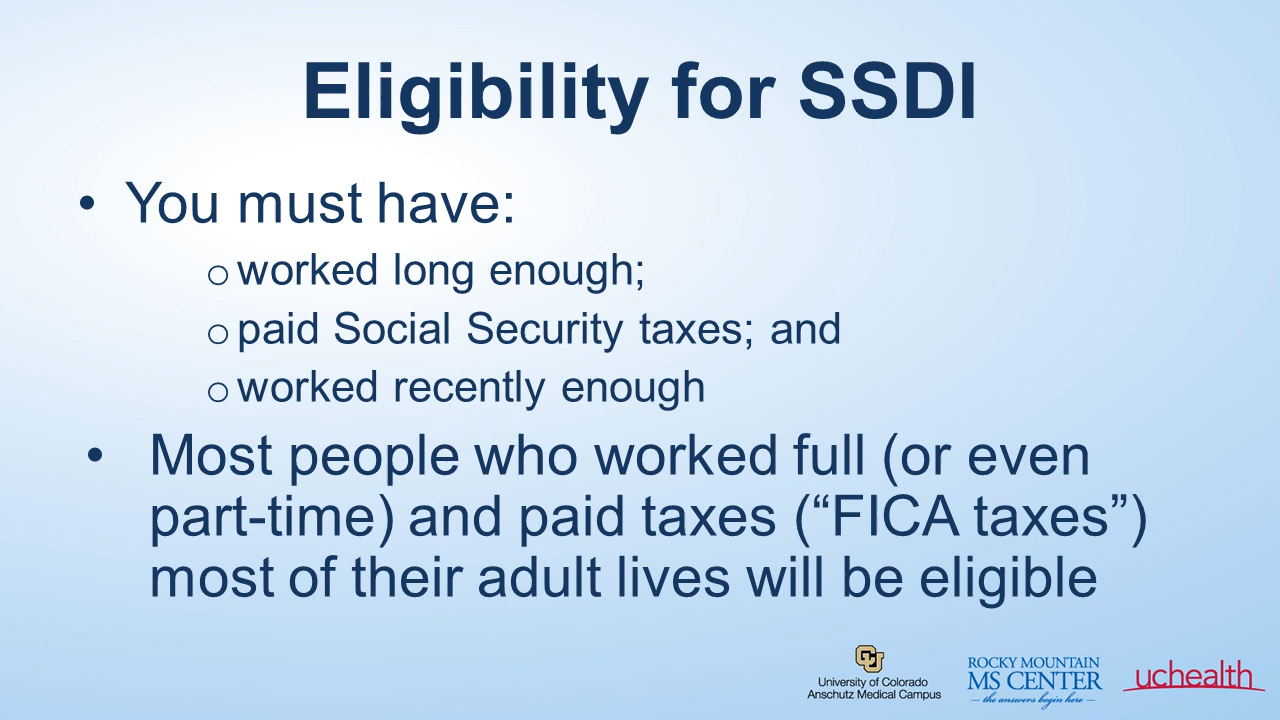 Eligibility for SSDI
• You must have:
o worked long enough;
o paid Social Security taxes; and
o worked recently enough
• Most people who worked full (or even
part-time) and paid taxes (“FICA taxes”)
most of their adult lives will be eligible
CU
University of Colorado
Anschutz Medical Campus
ROCKY MOUNTAIN
MS CENTER
— the answers begin here —
uchealth